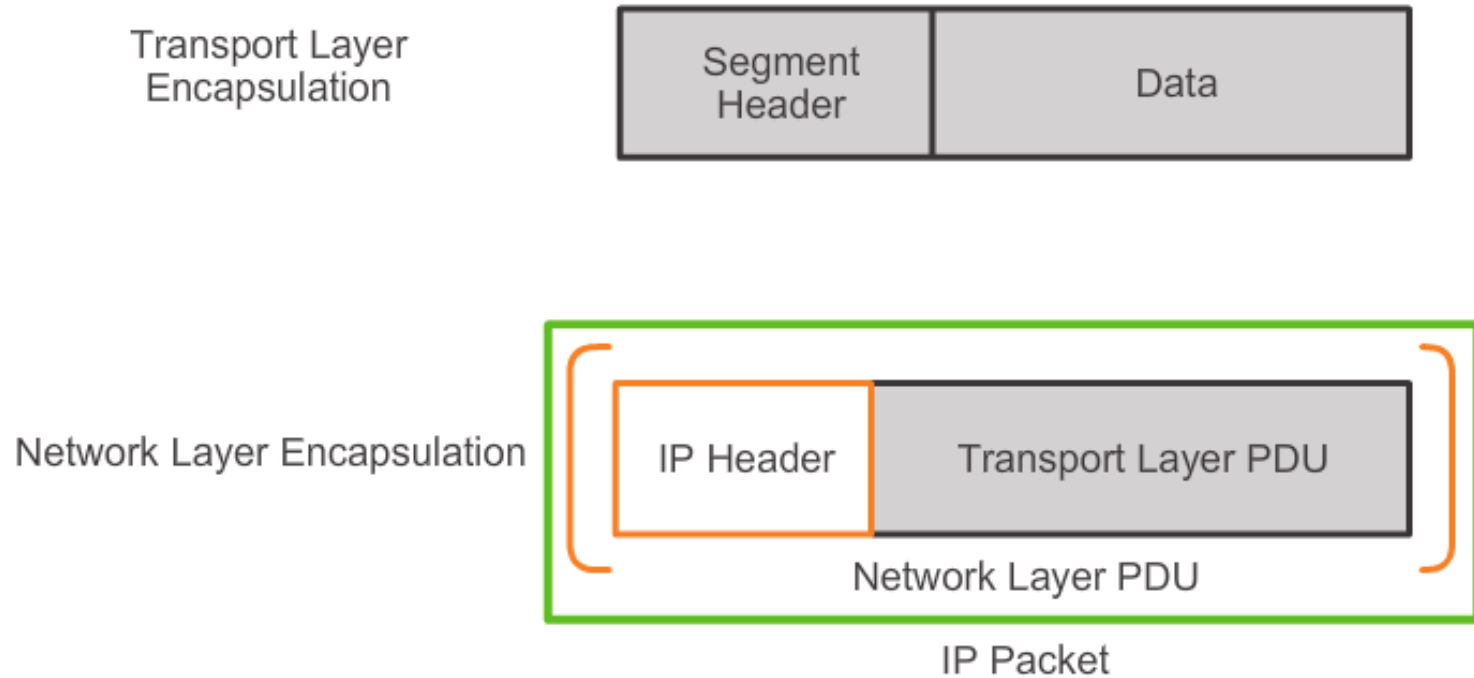 Transport Layer
Encapsulation
Segment
Header
Data
Network Layer Encapsulation
IP Header
Transport Layer PDU
Network Layer PDU
IP Packet